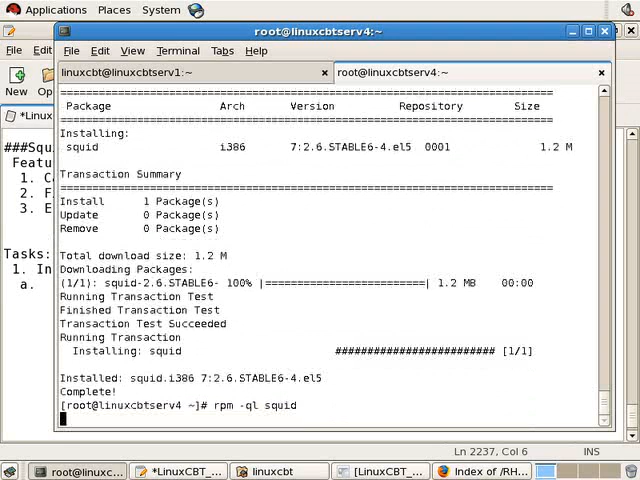 Applications Places System
root@linuxcbtserv4:~
File Edit
File Edit View Terminal Tabs Help
linuxcbt@linuxcbtserv1:~ root@linuxcbtserv4:~
New
*Linux
================================================================
Package Arch Version Repository Size
================================================================
Installing:
squid i386 7:2.6.STABLE6-4.el5 0001 1.2 M
Transaction Summary
================================================================
Install 1 Package(s)
Update 0 Package(s)
Remove 0 Package(s)
Total download size: 1.2 M
Downloading Packages:
(1/1): squid-2.6.STABLE6- 100% |=========================| 1.2 MB 00:00
Running Transaction Test
Finished Transaction Test
Transaction Test Succeeded
Running Transaction
Installing: squid ######################### [1/1]
Installed: squid.i386 7:2.6.STABLE6-4.el5
Complete!
[root@linuxcbtserv4 ~]# rpm -ql squid
###Squi
Featu
1. C
2. F
3. E
Tasks:
1. In
a.
Ln 2237, Col 6 INS
root@linuxc... *LinuxCBT_... linuxcbt [LinuxCBT_... Index of /RH...